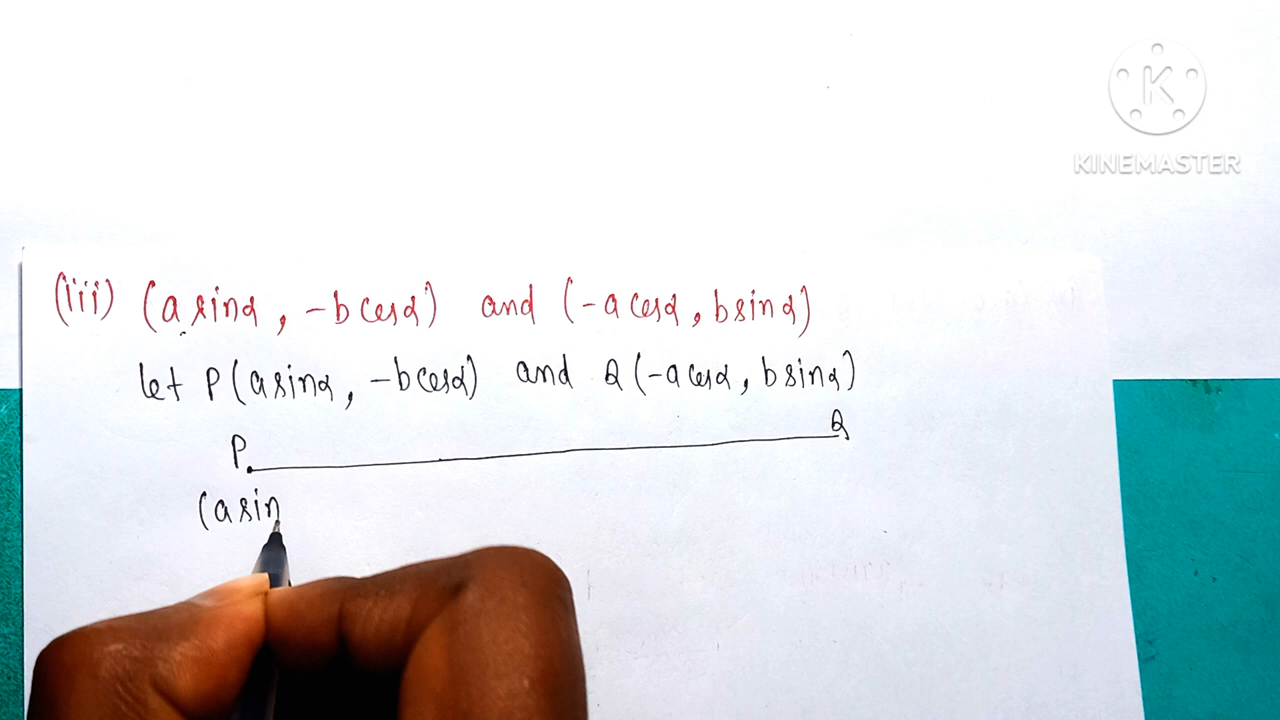 KINEMASTER
(iii) (a sinα, -b cosα) and (-a cosα, b sinα)
let P(a sinα, -b cosα) and Q(-a cosα, b sinα)
P Q
(a sin